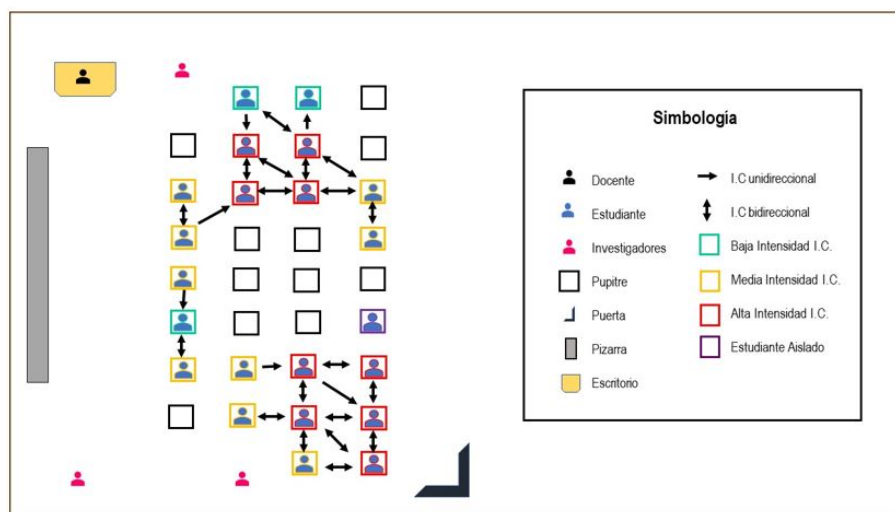 Simbología
Docente
I.C unidireccional
Estudiante
I.C bidireccional
Investigadores
Baja Intensidad I.C.
Pupitre
Media Intensidad I.C.
Puerta
Alta Intensidad I.C.
Pizarra
Estudiante Aislado
Escritorio